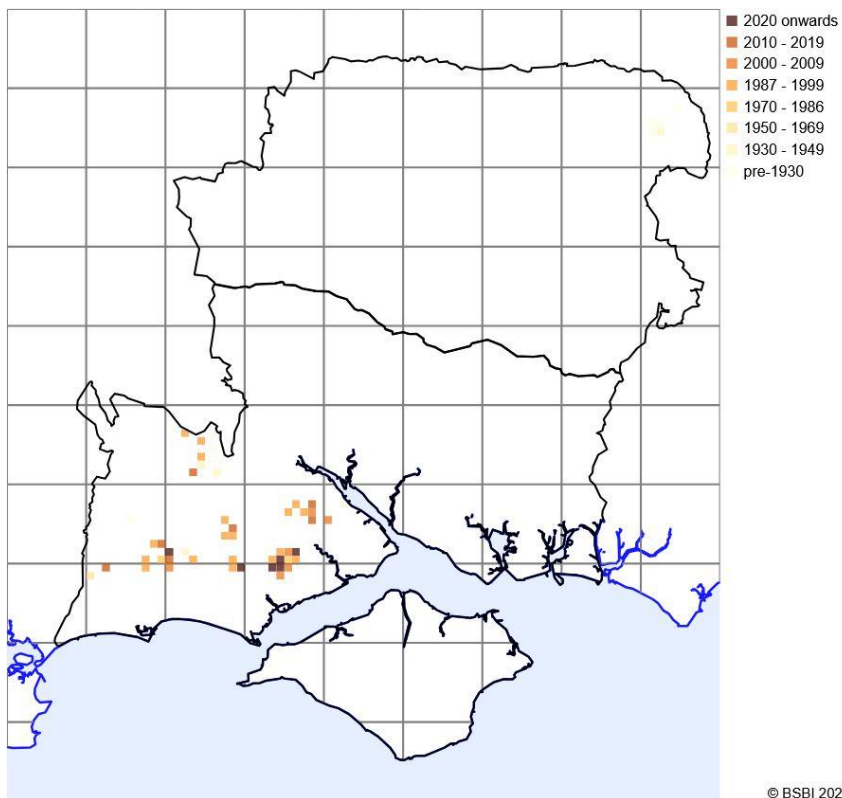 2020 onwards
2010 - 2019
2000 - 2009
1987 - 1999
1970 - 1986
1950 - 1969
1930 - 1949
pre-1930
© BSBI 202